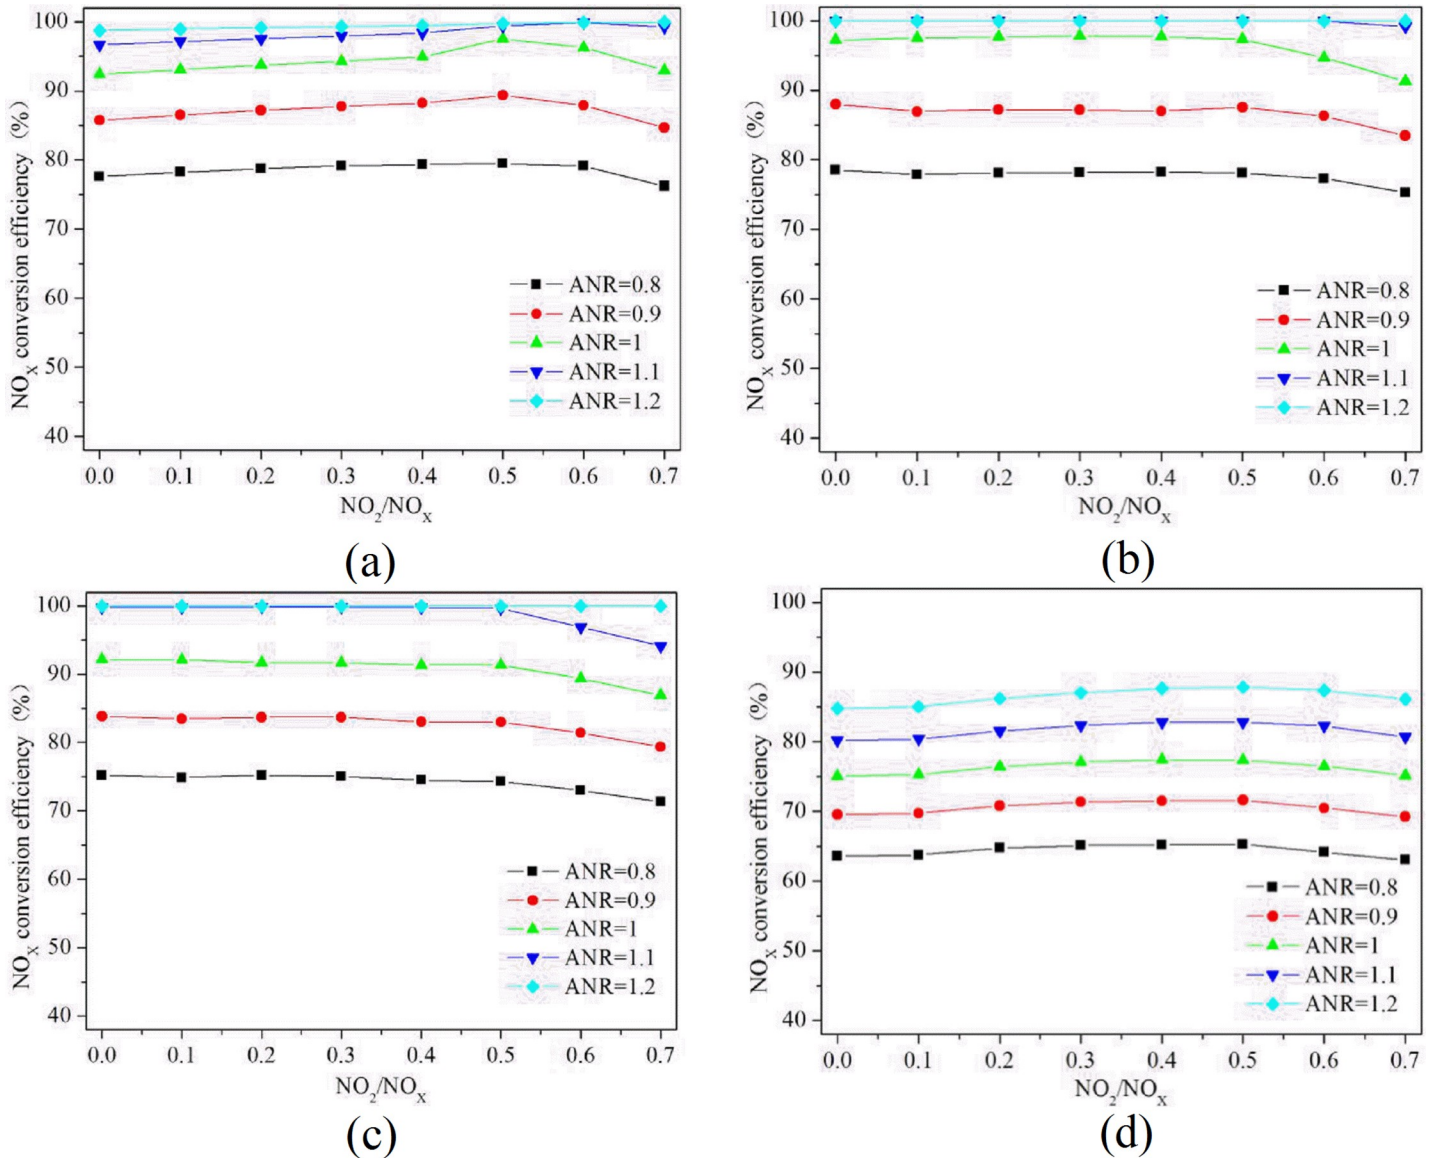 100
90
80
70
60
50
40
NOX conversion efficiency (%)
ANR=0.8
ANR=0.9
ANR=1
ANR=1.1
ANR=1.2
0.0 0.1 0.2 0.3 0.4 0.5 0.6 0.7
NO2/NOX
(a)
100
90
80
70
60
50
40
NOX conversion efficiency (%)
ANR=0.8
ANR=0.9
ANR=1
ANR=1.1
ANR=1.2
0.0 0.1 0.2 0.3 0.4 0.5 0.6 0.7
NO2/NOX
(b)
100
90
80
70
60
50
40
NOX conversion efficiency (%)
ANR=0.8
ANR=0.9
ANR=1
ANR=1.1
ANR=1.2
0.0 0.1 0.2 0.3 0.4 0.5 0.6 0.7
NO2/NOX
(c)
100
90
80
70
60
50
40
NOX conversion efficiency (%)
ANR=0.8
ANR=0.9
ANR=1
ANR=1.1
ANR=1.2
0.0 0.1 0.2 0.3 0.4 0.5 0.6 0.7
NO2/NOX
(d)